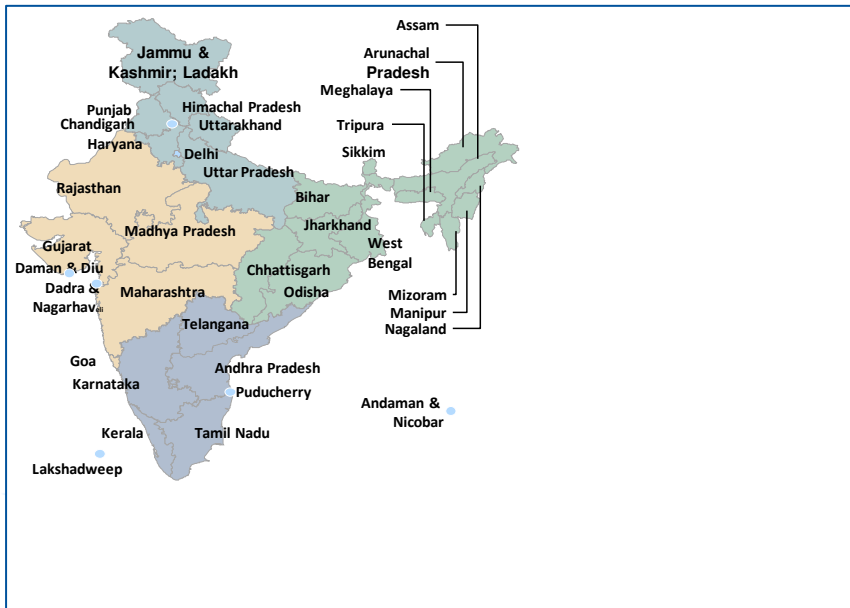 Assam
Jammu &
Kashmir; Ladakh
Arunachal
Pradesh
Meghalaya
Punjab
Himachal Pradesh
Chandigarh
Uttarakhand
Tripura
Haryana
Delhi
Sikkim
Uttar Pradesh
Rajasthan
Bihar
Jharkhand
Madhya Pradesh
West
Bengal
Gujarat
Daman & Diu
Chhattisgarh
Dadra &
Nagarhaveli
Maharashtra
Odisha
Mizoram
Manipur
Nagaland
Telangana
Goa
Andhra Pradesh
Karnataka
Puducherry
Andaman &
Nicobar
Kerala
Tamil Nadu
Lakshadweep